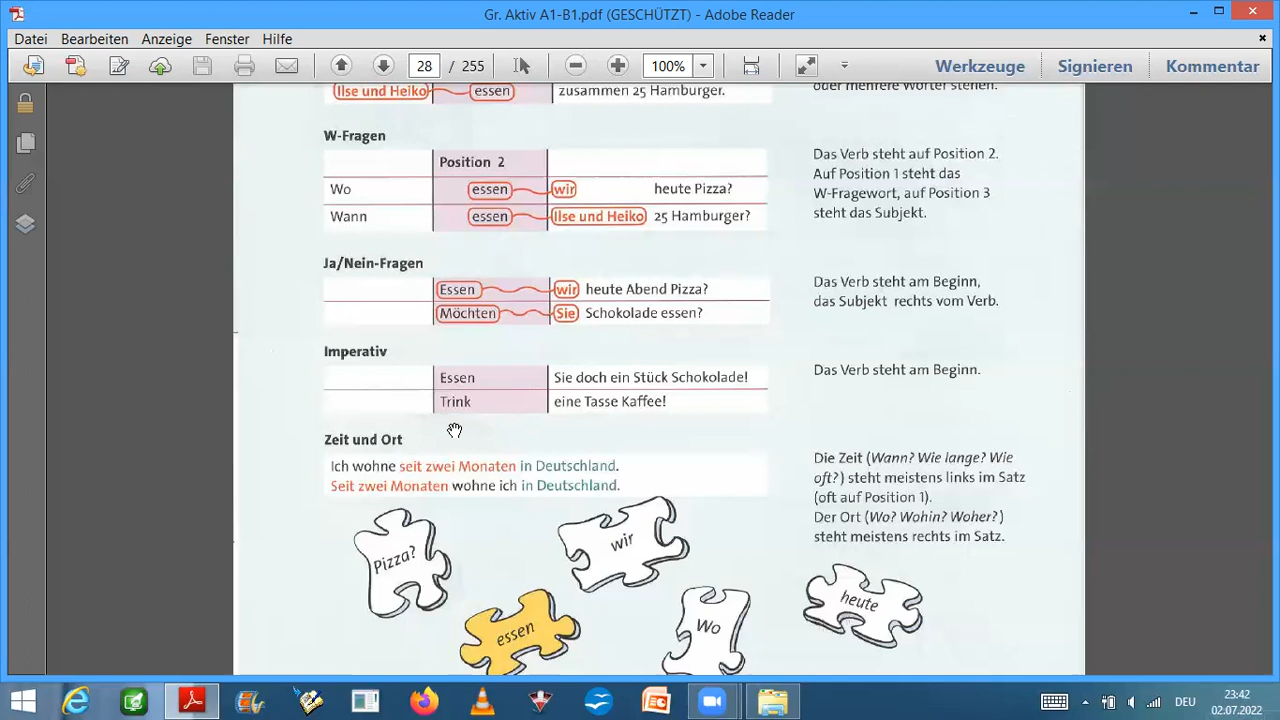 Gr. Aktiv A1-B1.pdf (GESCHÜTZT) - Adobe Reader
Datei Bearbeiten Anzeige Fenster Hilfe
28 / 255 100% Werkzeuge Signieren Kommentar
Ilse und Heiko essen zusammen 25 Hamburger. oder mehrere Wörter stehen.
W-Fragen
Position 2
Wo essen wir heute Pizza?
Wann essen Ilse und Heiko 25 Hamburger?
Das Verb steht auf Position 2.
Auf Position 1 steht das
W-Fragewort, auf Position 3
steht das Subjekt.
Ja/Nein-Fragen
Essen wir heute Abend Pizza?
Möchten Sie Schokolade essen?
Das Verb steht am Beginn,
das Subjekt rechts vom Verb.
Imperativ
Essen Sie doch ein Stück Schokolade!
Trink eine Tasse Kaffee!
Das Verb steht am Beginn.
Zeit und Ort
Ich wohne seit zwei Monaten in Deutschland.
Seit zwei Monaten wohne ich in Deutschland.
Die Zeit (Wann? Wie lange? Wie
oft?) steht meistens links im Satz
(oft auf Position 1).
Der Ort (Wo? Wohin? Woher?)
steht meistens rechts im Satz.
Pizza?
wir
essen
Wo
heute
DEU
23:42
02.07.2022